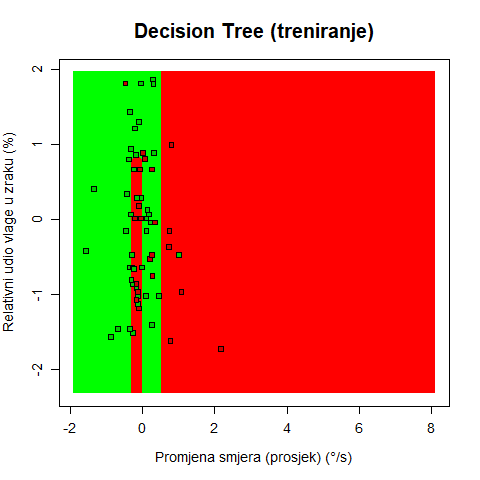 Decision Tree (treniranje)
Relativni udio vlage u zraku (%)
2
1
0
-1
-2
-2 0 2 4 6 8
Promjena smjera (prosjek) (°/s)